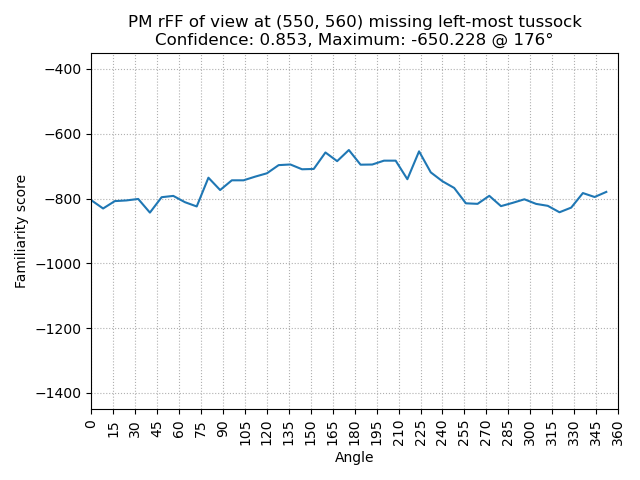 PM rFF of view at (550, 560) missing left-most tussock
Confidence: 0.853, Maximum: -650.228 @ 176°
Familiarity score
−400
−600
−800
−1000
−1200
−1400
0 15 30 45 60 75 90 105 120 135 150 165 180 195 210 225 240 255 270 285 300 315 330 345 360
Angle